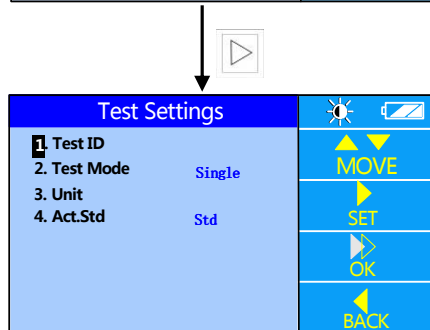 Test Settings
1. Test ID
2. Test Mode Single
3. Unit
4. Act.Std Std
MOVE
SET
OK
BACK